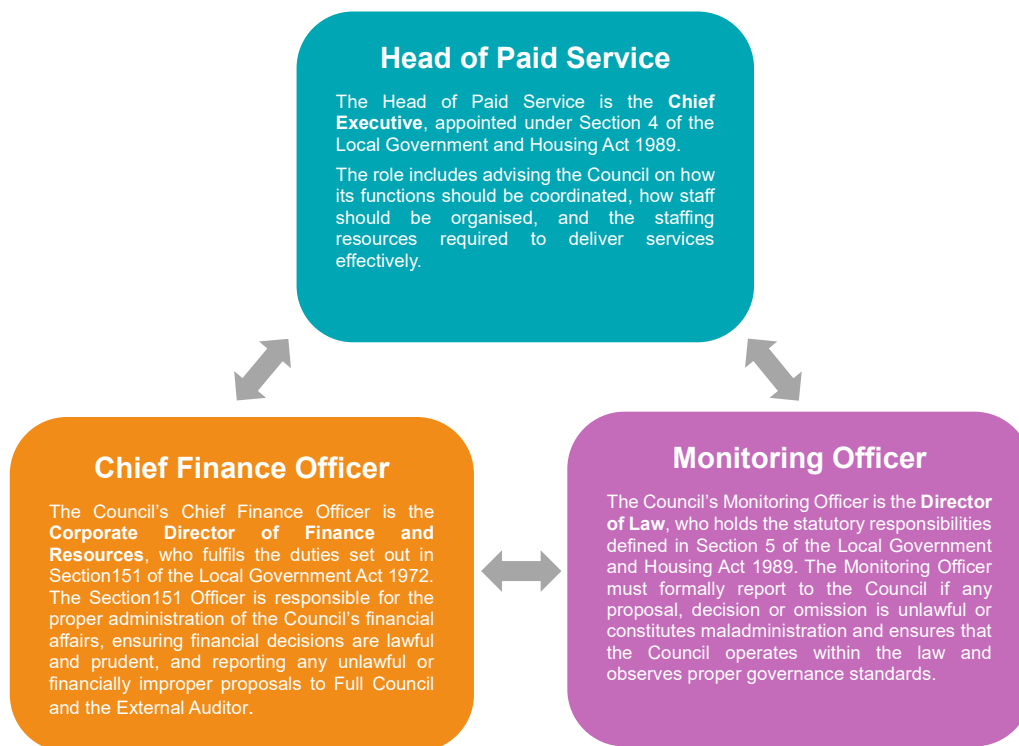 Head of Paid Service
The Head of Paid Service is the Chief
Executive, appointed under Section 4 of the
Local Government and Housing Act 1989.
The role includes advising the Council on how
its functions should be coordinated, how staff
should be organised, and the staffing
resources required to deliver services
effectively.
Chief Finance Officer
The Council's Chief Finance Officer is the
Corporate Director of Finance and
Resources, who fulfils the duties set out in
Section151 of the Local Government Act 1972.
The Section151 Officer is responsible for the
proper administration of the Council's financial
affairs, ensuring financial decisions are lawful
and prudent, and reporting any unlawful or
financially improper proposals to Full Council
and the External Auditor.
Monitoring Officer
The Council's Monitoring Officer is the Director
of Law, who holds the statutory responsibilities
defined in Section 5 of the Local Government
and Housing Act 1989. The Monitoring Officer
must formally report to the Council if any
proposal, decision or omission is unlawful or
constitutes maladministration and ensures that
the Council operates within the law and
observes proper governance standards.